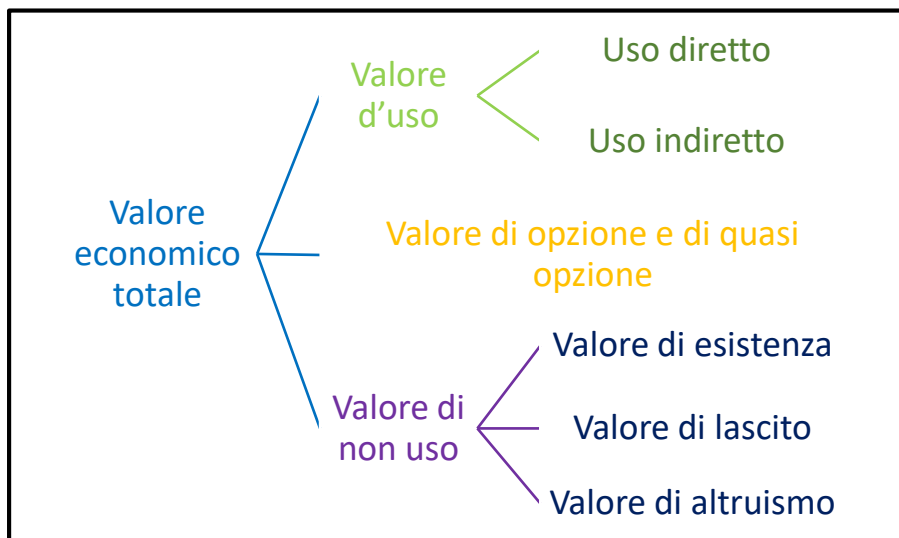 Valore
economico
totale
Valore
d’uso
Uso diretto
Uso indiretto
Valore di opzione e di quasi
opzione
Valore di
non uso
Valore di esistenza
Valore di lascito
Valore di altruismo